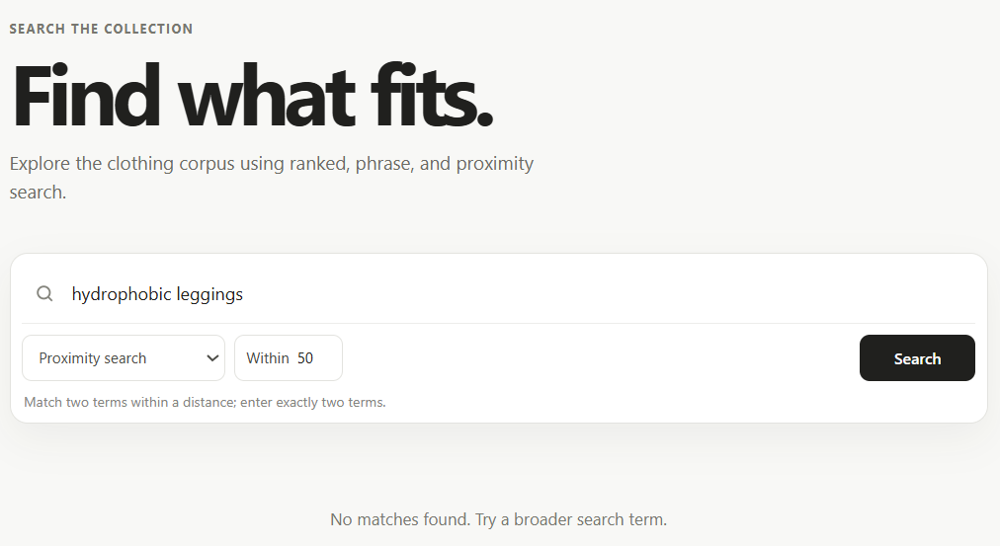 SEARCH THE COLLECTION
Find what fits.
Explore the clothing corpus using ranked, phrase, and proximity
search.
hydrophobic leggings
Proximity search
Within 50
Search
Match two terms within a distance; enter exactly two terms.
No matches found. Try a broader search term.